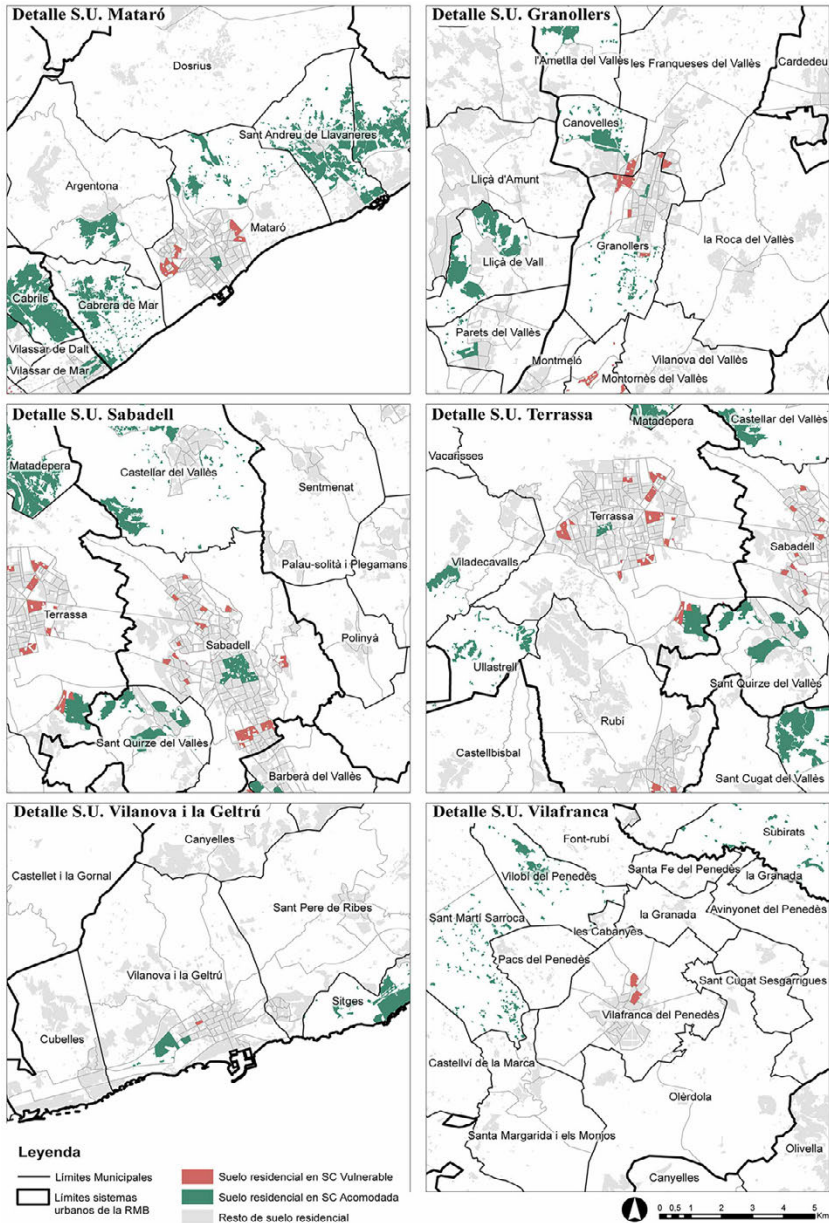 Detalle S.U. Mataró
Dosrius
Sant Andreu de Llavaneres
Argentona
Mataró
Cabrils
Cabrera de Mar
Vilassar de Dalt
Vilassar de Mar
Detalle S.U. Granollers
l'Ametlla del Vallès
les Franqueses del Vallès
Cardedeu
Canovelles
Lliçà d'Amunt
Granollers
la Roca del Vallès
Lliçà de Vall
Parets del Vallès
Montmeló
Vilanova del Vallès
Montornès del Vallès
Detalle S.U. Sabadell
Matadepera
Castellar del Vallès
Sentmenat
Palau-solità i Plegamans
Terrassa
Sabadell
Polinyà
Sant Quirze del Vallès
Barberà del Vallès
Detalle S.U. Terrassa
Matadepera
Castellar del Vallès
Vacarisses
Terrassa
Sabadell
Viladecavalls
Ullastrell
Sant Quirze del Vallès
Rubí
Castellbisbal
Sant Cugat del Vallès
Detalle S.U. Vilanova i la Geltrú
Canyelles
Castellet i la Gornal
Sant Pere de Ribes
Vilanova i la Geltrú
Sitges
Cubelles
Detalle S.U. Vilafranca
Font-rubí
Subirats
Santa Fe del Penedès
Vilobí del Penedès
la Granada
Sant Martí Sarroca
la Granada
Avinyonet del Penedès
les Cabanyes
Pacs del Penedès
Sant Cugat Sesgarrigues
Vilafranca del Penedès
Castellví de la Marca
Olèrdola
Santa Margarida i els Monjos
Olivella
Canyelles
Leyenda
Límites Municipales
Límites sistemas
urbanos de la RMB
Suelo residencial en SC Vulnerable
Suelo residencial en SC Acomodada
Resto de suelo residencial
0 0,5 1 2 3 4 5
Km